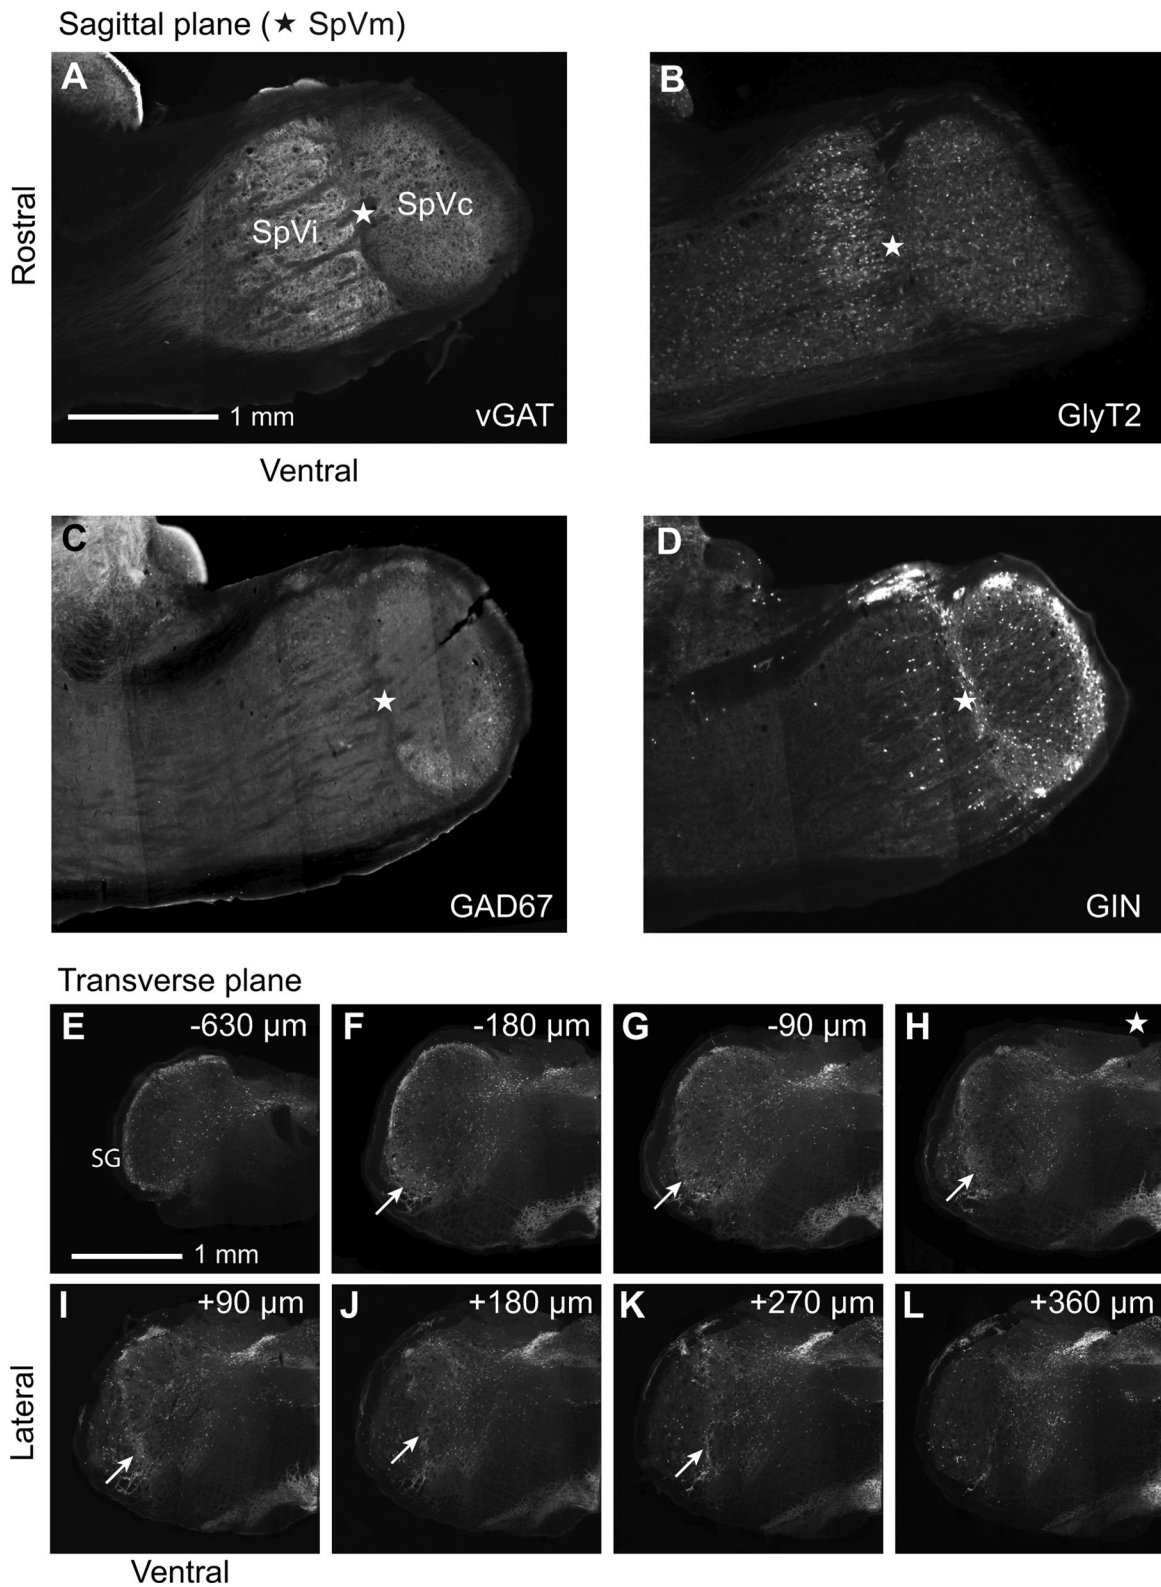 Sagittal plane (★ SpVm)
A
B
SpVi
SpVc
Rostral
1 mm
vGAT
GlyT2
Ventral
C
D
GAD67
GIN
Transverse plane
E
-630 µm
F
-180 µm
G
-90 µm
H
SG
1 mm
I
+90 µm
J
+180 µm
K
+270 µm
L
+360 µm
Lateral
Ventral